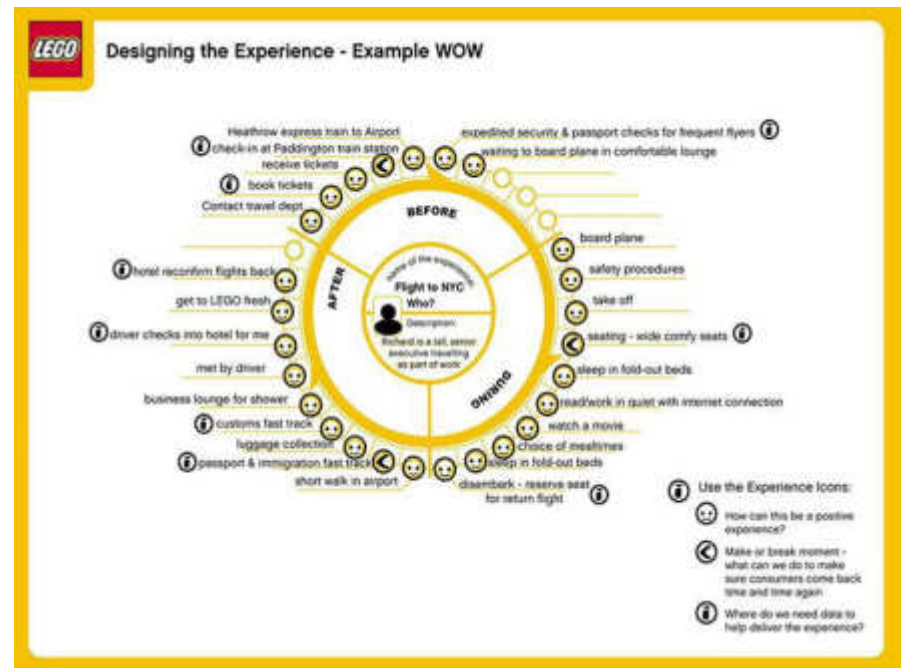 LEGO
Designing the Experience - Example WOW
Heathrow express train to Airport
check-in at Paddington train station
receive tickets
book tickets
Contact travel dept
expedited security & passport checks for frequent flyers
waiting to board plane in comfortable lounge
BEFORE
board plane
safety procedures
take off
seating - wide comfy seats
sleep in fold-out beds
read/work in quiet with internet connection
watch a movie
choice of mealtimes
sleep in fold-out beds
disembark - reserve seat
for return flight
DURING
short walk in airport
passport & immigration fast track
luggage collection
customs fast track
business lounge for shower
met by driver
driver checks into hotel for me
get to LEGO fresh
hotel reconfirm flights back
AFTER
name of the experience
Flight to NYC
Who?
Description:
Richard is a tall, senior
executive travelling
as part of work
Use the Experience Icons:
How can this be a positive
experience?
Make or break moment -
what can we do to make
sure consumers come back
time and time again
Where do we need data to
help deliver the experience?